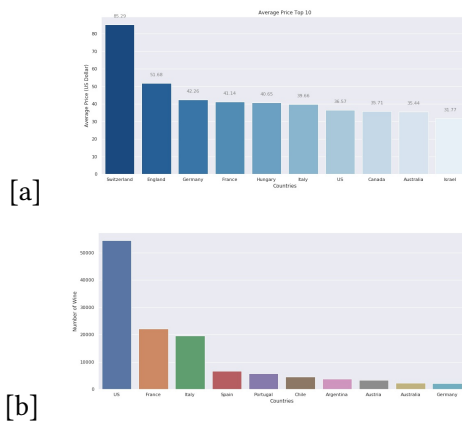 Average Price Top 10
85.29
51.68
42.26
41.14
40.65
39.66
36.57
35.71
35.44
31.77
Average Price (US Dollar)
80
70
60
50
40
30
20
10
0
Switzerland England Germany France Hungary Italy US Canada Australia Israel
Countries
[a]
Number of Wine
50000
40000
30000
20000
10000
0
US France Italy Spain Portugal Chile Argentina Austria Australia Germany
Countries
[b]